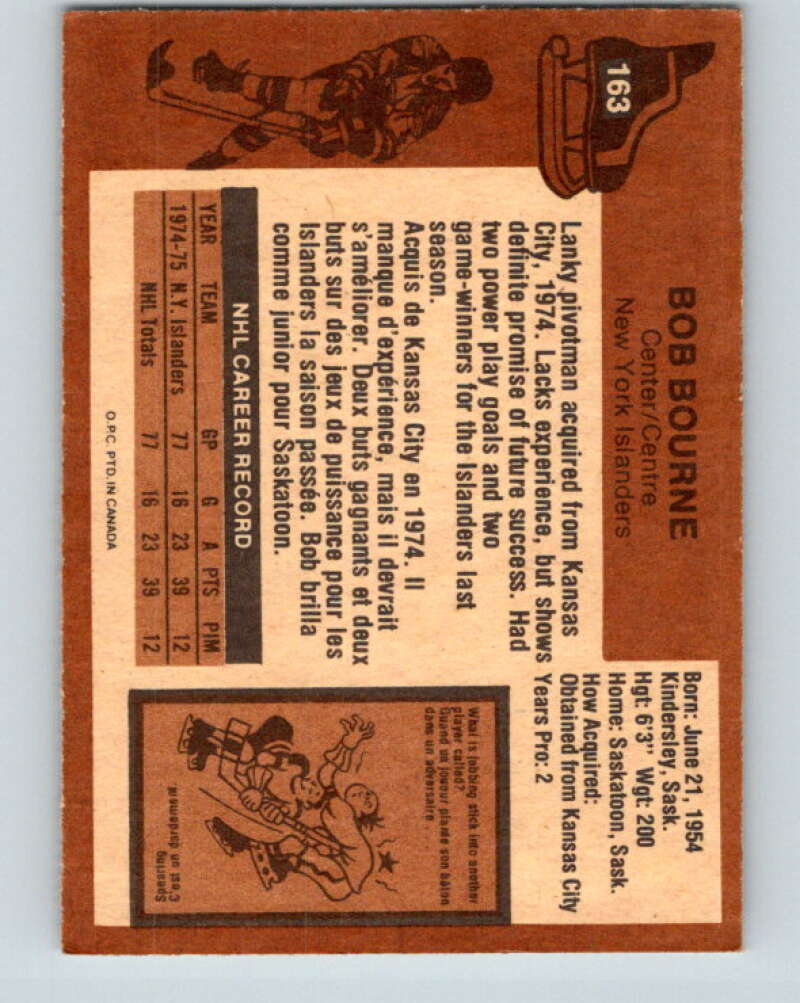 163
BOB BOURNE
Center/Centre
New York Islanders
Born: June 21, 1954
Kindersley, Sask.
Hgt: 6'3" Wgt: 200
Home: Saskatoon, Sask.
How Acquired:
Obtained from Kansas City
Years Pro: 2
Lanky pivotman acquired from Kansas
City, 1974. Lacks experience, but shows
definite promise of future success. Had
two power play goals and two
game-winners for the Islanders last
season.
Acquis de Kansas City en 1974. Il
manque d'expérience, mais il devrait
s'améliorer. Deux buts gagnants et deux
buts sur des jeux de puissance pour les
Islanders la saison passée. Bob brilla
comme junior pour Saskatoon.
NHL CAREER RECORD
YEAR TEAM GP G A PTS PIM
1974-75 N.Y. Islanders 77 16 23 39 12
NHL Totals 77 16 23 39 12
O.P.C. PTD. IN CANADA
What is jabbing stick into another
player called?
Quand un joueur plante son bâton
dans un adversaire
Spearing
C'est un dardement